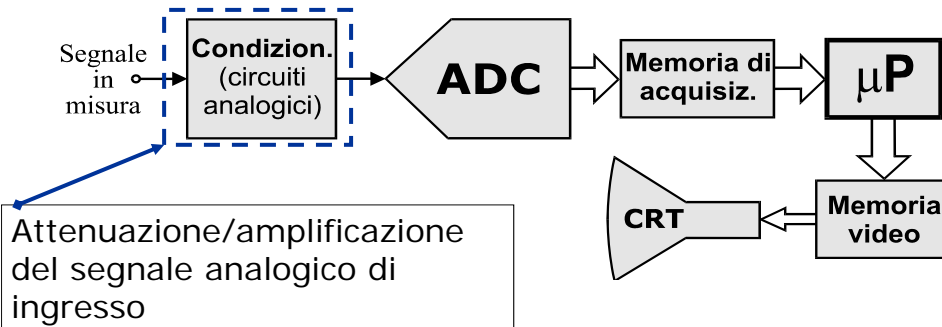 Segnale
in
misura
Condizion.
(circuiti
analogici)
ADC
Memoria di
acquisiz.
μP
CRT
Memoria
video
Attenuazione/amplificazione
del segnale analogico di
ingresso